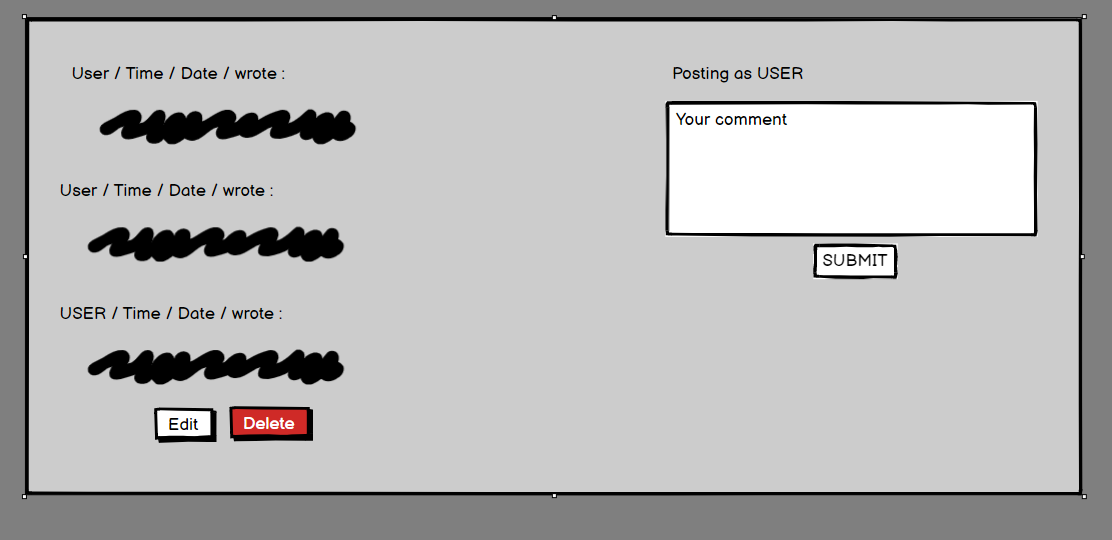 User / Time / Date / wrote :
User / Time / Date / wrote :
USER / Time / Date / wrote :
Edit
Delete
Posting as USER
Your comment
SUBMIT